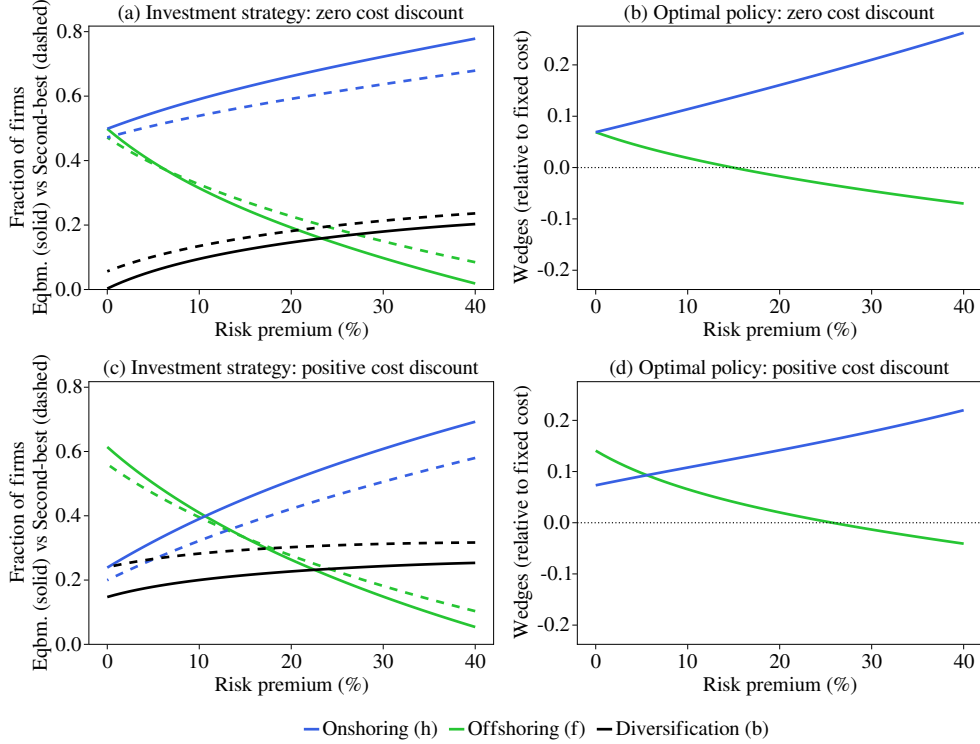 (a) Investment strategy: zero cost discount
Fraction of firms
Eqbm. (solid) vs Second-best (dashed)
0.8
0.6
0.4
0.2
0.0
0 10 20 30 40
Risk premium (%)
(b) Optimal policy: zero cost discount
Wedges (relative to fixed cost)
0.2
0.1
0.0
-0.1
-0.2
0 10 20 30 40
Risk premium (%)
(c) Investment strategy: positive cost discount
Fraction of firms
Eqbm. (solid) vs Second-best (dashed)
0.8
0.6
0.4
0.2
0.0
0 10 20 30 40
Risk premium (%)
(d) Optimal policy: positive cost discount
Wedges (relative to fixed cost)
0.2
0.1
0.0
-0.1
-0.2
0 10 20 30 40
Risk premium (%)
Onshoring (h) Offshoring (f) Diversification (b)